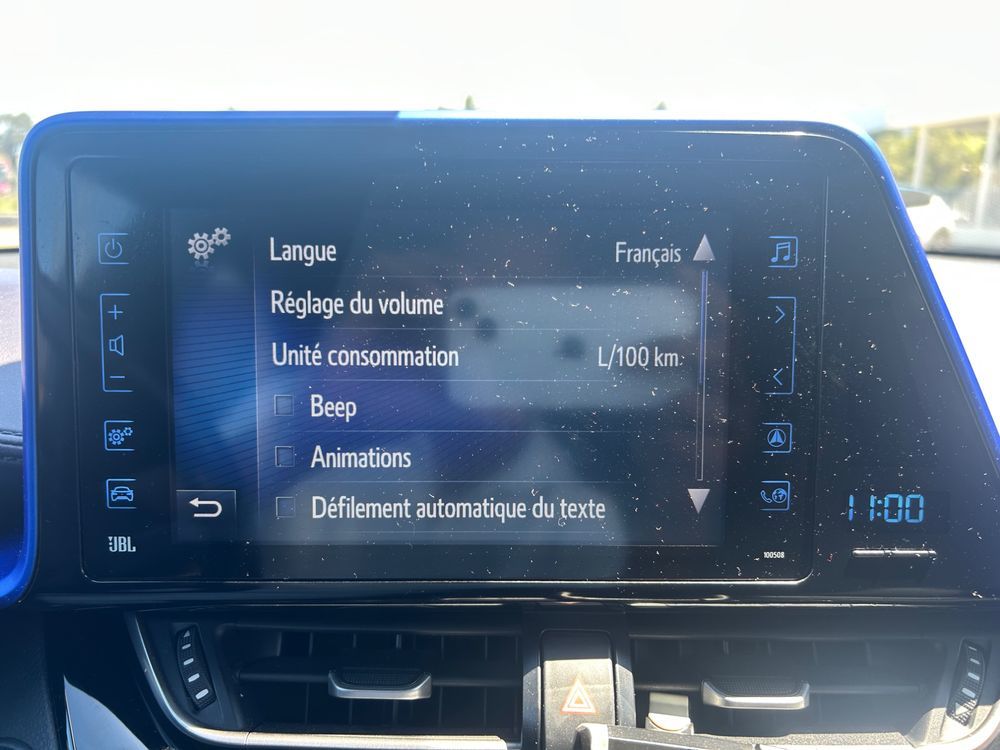 Langue Français
Réglage du volume
Unité consommation L/100 km
Beep
Animations
Défilement automatique du texte
JBL
100508
11:00